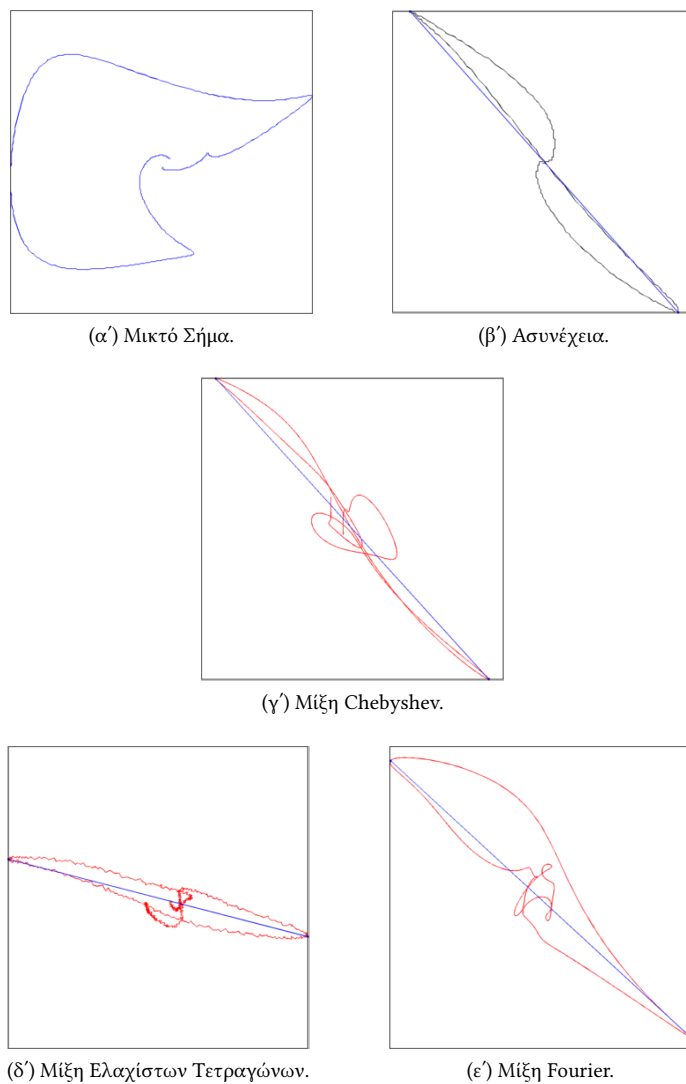 (α′) Μικτό Σήμα.
(β′) Ασυνέχεια.
(γ′) Μίξη Chebyshev.
(δ′) Μίξη Ελαχίστων Τετραγώνων.
(ε′) Μίξη Fourier.